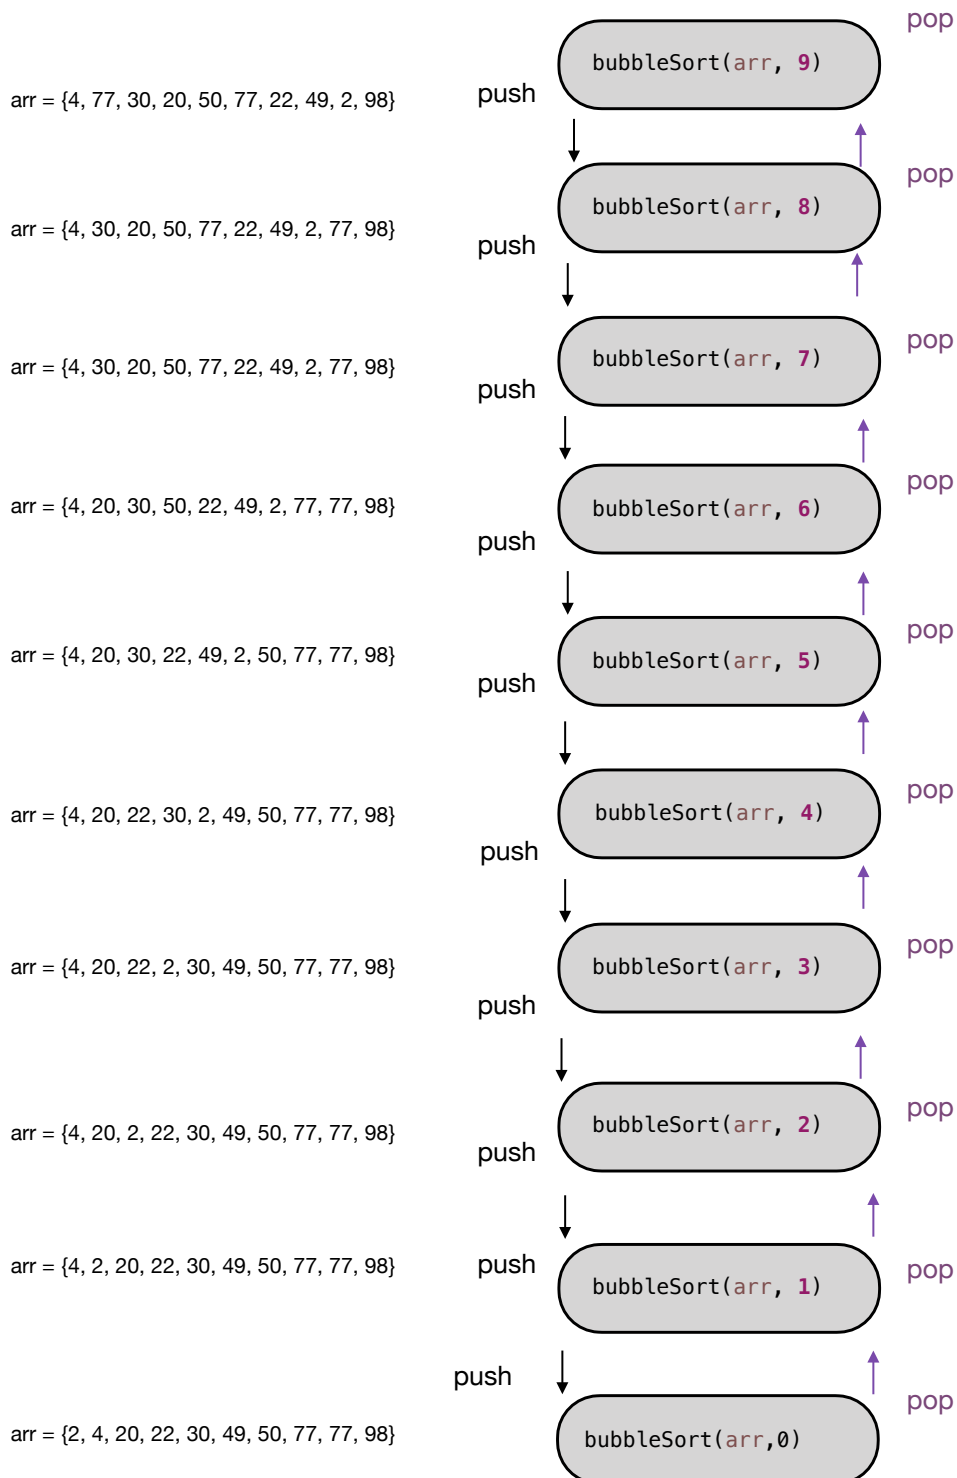 pop
bubbleSort(arr, 9)
arr = {4, 77, 30, 20, 50, 77, 22, 49, 2, 98}
push
pop
bubbleSort(arr, 8)
arr = {4, 30, 20, 50, 77, 22, 49, 2, 77, 98}
push
pop
bubbleSort(arr, 7)
arr = {4, 30, 20, 50, 77, 22, 49, 2, 77, 98}
push
pop
bubbleSort(arr, 6)
arr = {4, 20, 30, 50, 22, 49, 2, 77, 77, 98}
push
pop
bubbleSort(arr, 5)
arr = {4, 20, 30, 22, 49, 2, 50, 77, 77, 98}
push
pop
bubbleSort(arr, 4)
arr = {4, 20, 22, 30, 2, 49, 50, 77, 77, 98}
push
pop
bubbleSort(arr, 3)
arr = {4, 20, 22, 2, 30, 49, 50, 77, 77, 98}
push
pop
bubbleSort(arr, 2)
arr = {4, 20, 2, 22, 30, 49, 50, 77, 77, 98}
push
arr = {4, 2, 20, 22, 30, 49, 50, 77, 77, 98}
push
pop
bubbleSort(arr, 1)
push
pop
arr = {2, 4, 20, 22, 30, 49, 50, 77, 77, 98}
bubbleSort(arr,0)